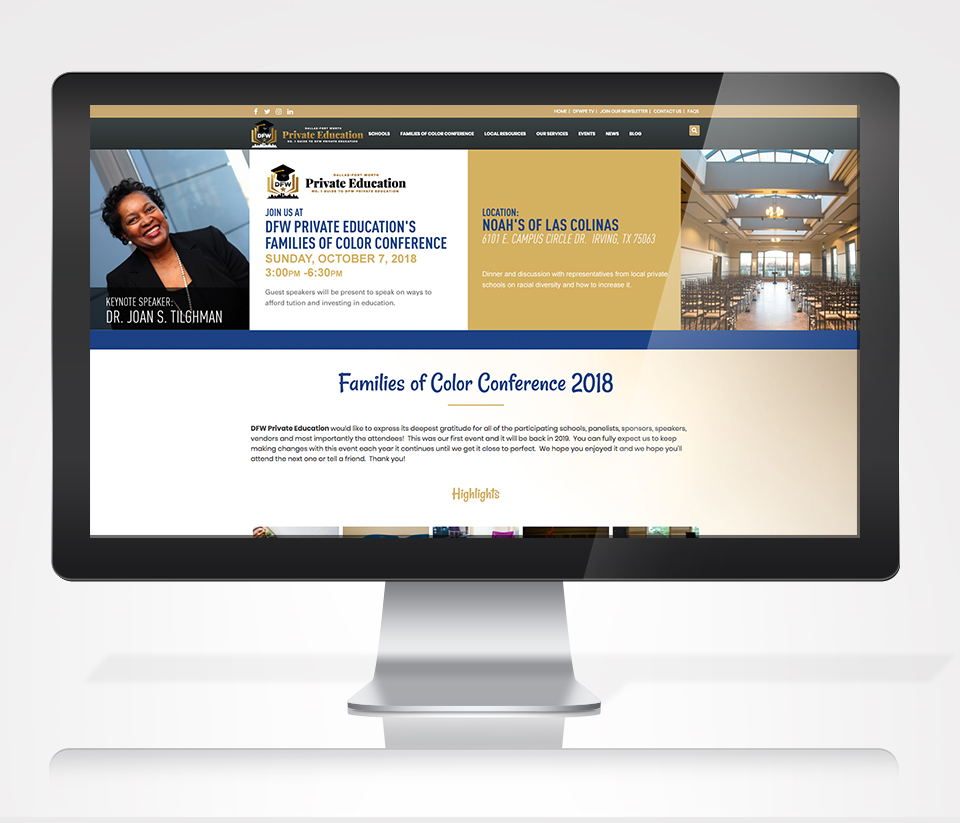 HOME | DFWPE TV | JOIN OUR NEWSLETTER | CONTACT US | FAQS
DALLAS-FORT WORTH
DFW Private Education
NO. 1 GUIDE TO DFW PRIVATE EDUCATION
SCHOOLS FAMILIES OF COLOR CONFERENCE LOCAL RESOURCES OUR SERVICES EVENTS NEWS BLOG
KEYNOTE SPEAKER:
DR. JOAN S. TILGHMAN
DALLAS-FORT WORTH
DFW Private Education
NO. 1 GUIDE TO DFW PRIVATE EDUCATION
JOIN US AT
DFW PRIVATE EDUCATION'S
FAMILIES OF COLOR CONFERENCE
SUNDAY, OCTOBER 7, 2018
3:00PM -6:30PM
Guest speakers will be present to speak on ways to
afford tution and investing in education.
LOCATION:
NOAH'S OF LAS COLINAS
6101 E. CAMPUS CIRCLE DR. IRVING, TX 75063
Dinner and discussion with representatives from local private
schools on racial diversity and how to increase it.
Families of Color Conference 2018
DFW Private Education would like to express its deepest gratitude for all of the participating schools, panelists, sponsors, speakers,
vendors and most importantly the attendees! This was our first event and it will be back in 2019. You can fully expect us to keep
making changes with this event each year it continues until we get it close to perfect. We hope you enjoyed it and we hope you'll
attend the next one or tell a friend. Thank you!
Highlights